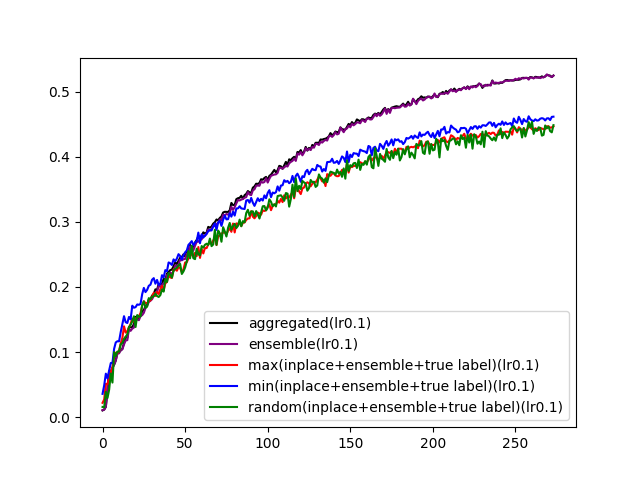 0.5
0.4
0.3
0.2
0.1
0.0
aggregated(lr0.1)
ensemble(lr0.1)
max(inplace+ensemble+true label)(lr0.1)
min(inplace+ensemble+true label)(lr0.1)
random(inplace+ensemble+true label)(lr0.1)
0 50 100 150 200 250